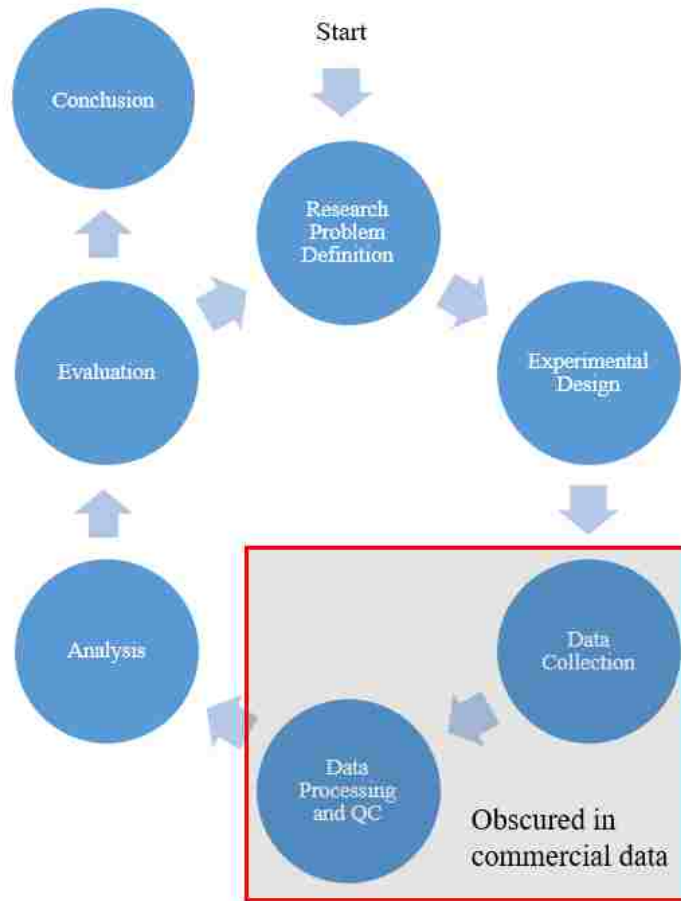 Start
Conclusion
Research
Problem
Definition
Evaluation
Experimental
Design
Analysis
Data
Collection
Data
Processing
and QC
Obscured in
commercial data